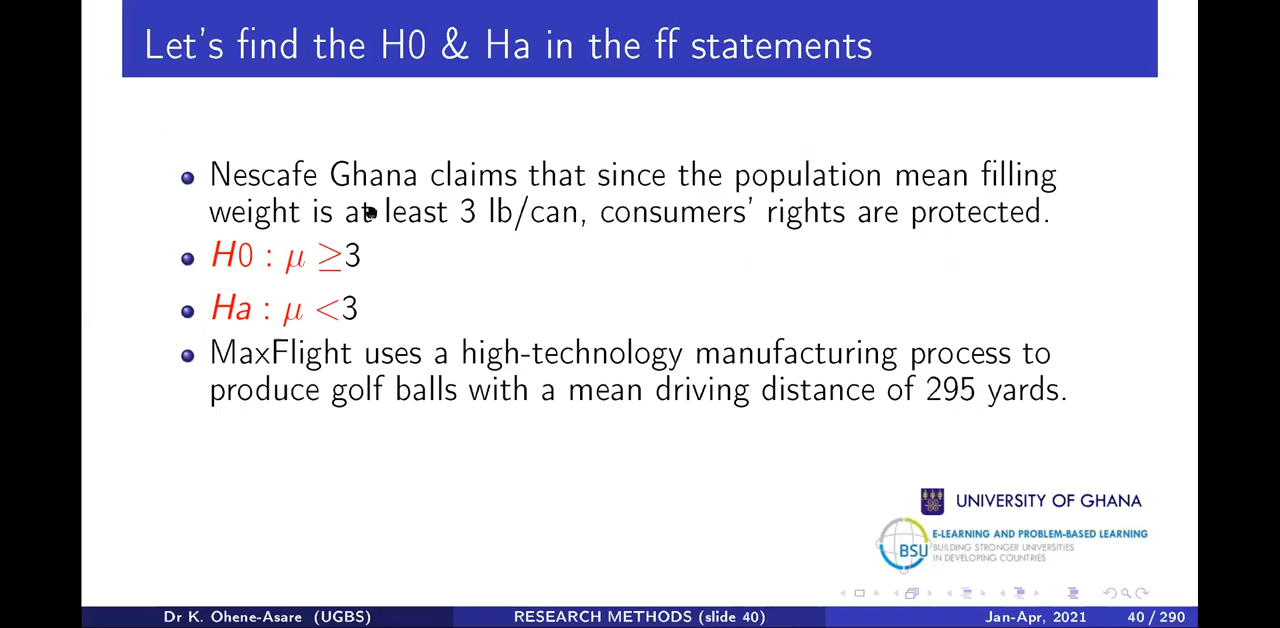 Let's find the H0 & Ha in the ff statements
Nescafe Ghana claims that since the population mean filling
weight is at least 3 lb/can, consumers' rights are protected.
H0 : μ ≥3
Ha : μ <3
MaxFlight uses a high-technology manufacturing process to
produce golf balls with a mean driving distance of 295 yards.
UNIVERSITY OF GHANA
E-LEARNING AND PROBLEM-BASED LEARNING
BSU
BUILDING STRONGER UNIVERSITIES
IN DEVELOPING COUNTRIES
Dr K. Ohene-Asare (UGBS) RESEARCH METHODS (slide 40) Jan-Apr, 2021 40 / 290